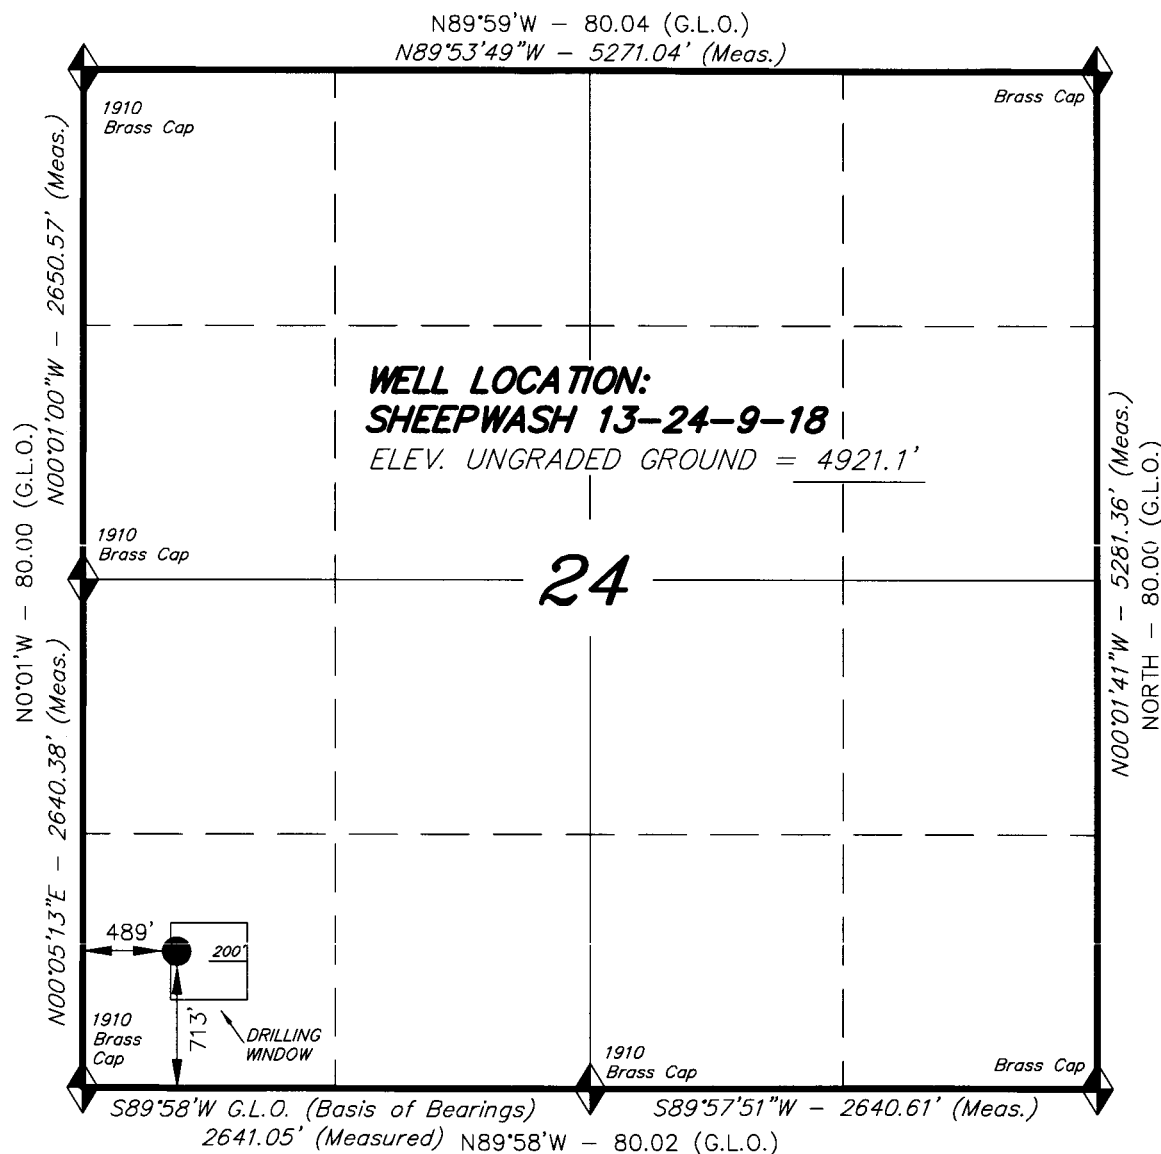 N89°59'W - 80.04 (G.L.O.)
N89°53'49"W - 5271.04' (Meas.)
1910
Brass Cap
Brass Cap
N00°01'00"W - 2650.57' (Meas.)
WELL LOCATION:
SHEEPWASH 13-24-9-18
ELEV. UNGRADED GROUND = 4921.1'
N0°01'W - 80.00 (G.L.O.)
1910
Brass Cap
24
N00°01'41"W - 5281.36' (Meas.)
NORTH - 80.00 (G.L.O.)
N00°05'13"E - 2640.38' (Meas.)
489'
200'
713'
DRILLING
WINDOW
1910
Brass
Cap
1910
Brass Cap
Brass Cap
S89°58'W G.L.O. (Basis of Bearings)
2641.05' (Measured)
S89°57'51"W - 2640.61' (Meas.)
N89°58'W - 80.02 (G.L.O.)